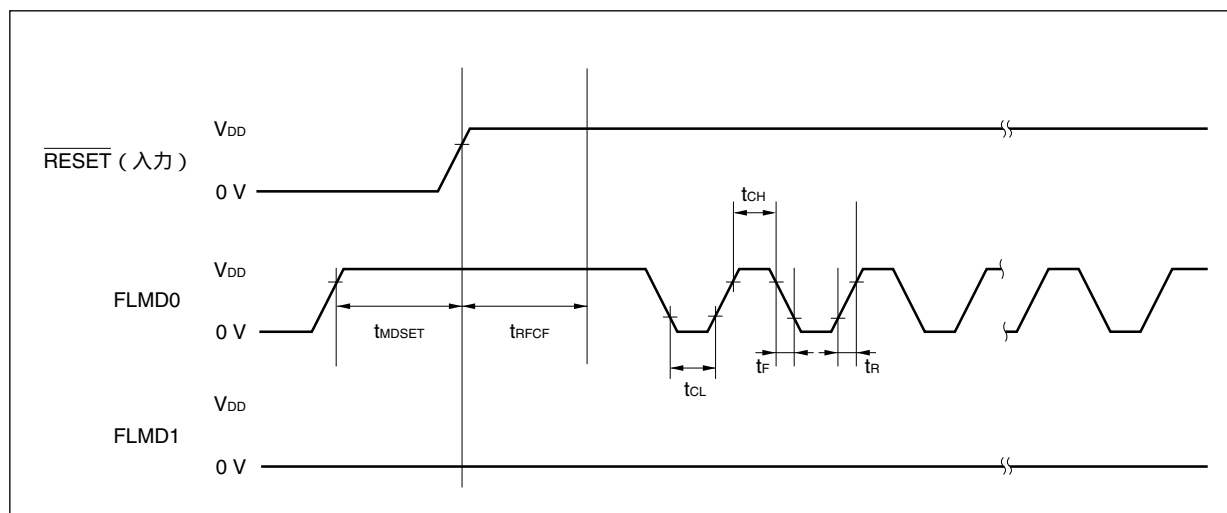 VDD
RESET（入力）
0 V
tCH
VDD
FLMD0
tMDSET
tRFCF
0 V
tF
tR
tCL
VDD
FLMD1
0 V